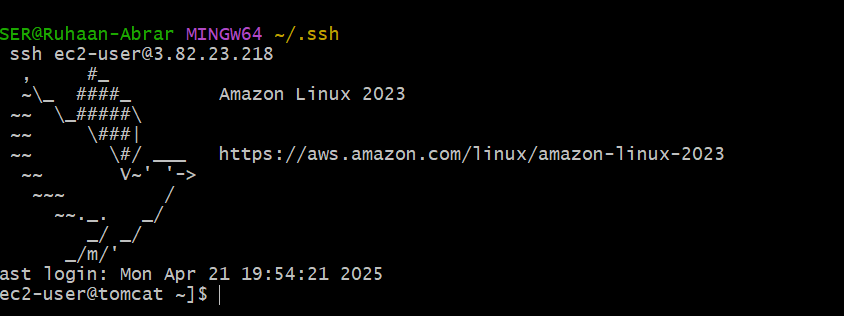 SER@Ruhaan-Abrar MINGW64 ~/.ssh
ssh ec2-user@3.82.23.218
   ,     #_
  ~\_  ####_        Amazon Linux 2023
 ~~  \_#####\
 ~~     \###|
 ~~       \#/ ___   https://aws.amazon.com/linux/amazon-linux-2023
  ~~       V~' '->
   ~~~         /
     ~~._.   _/
        _/ _/
      _/m/'
ast login: Mon Apr 21 19:54:21 2025
ec2-user@tomcat ~]$